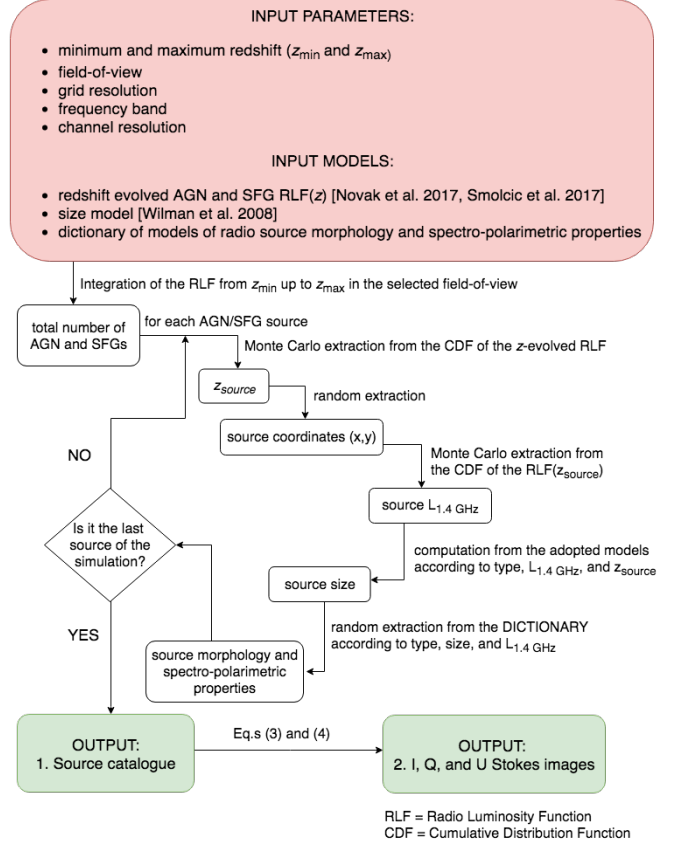 INPUT PARAMETERS:
• minimum and maximum redshift (zmin and zmax)
• field-of-view
• grid resolution
• frequency band
• channel resolution
INPUT MODELS:
• redshift evolved AGN and SFG RLF(z) [Novak et al. 2017, Smolcic et al. 2017]
• size model [Wilman et al. 2008]
• dictionary of models of radio source morphology and spectro-polarimetric properties
Integration of the RLF from zmin up to zmax in the selected field-of-view
total number of
AGN and SFGs
for each AGN/SFG source
Monte Carlo extraction from the CDF of the z-evolved RLF
zsource
random extraction
source coordinates (x,y)
Monte Carlo extraction from
the CDF of the RLF(zsource)
source L1.4 GHz
computation from the adopted models
according to type, L1.4 GHz, and zsource
source size
random extraction from the DICTIONARY
according to type, size, and L1.4 GHz
source morphology and
spectro-polarimetric
properties
Is it the last
source of the
simulation?
NO
YES
OUTPUT:
1. Source catalogue
Eq.s (3) and (4)
OUTPUT:
2. I, Q, and U Stokes images
RLF = Radio Luminosity Function
CDF = Cumulative Distribution Function